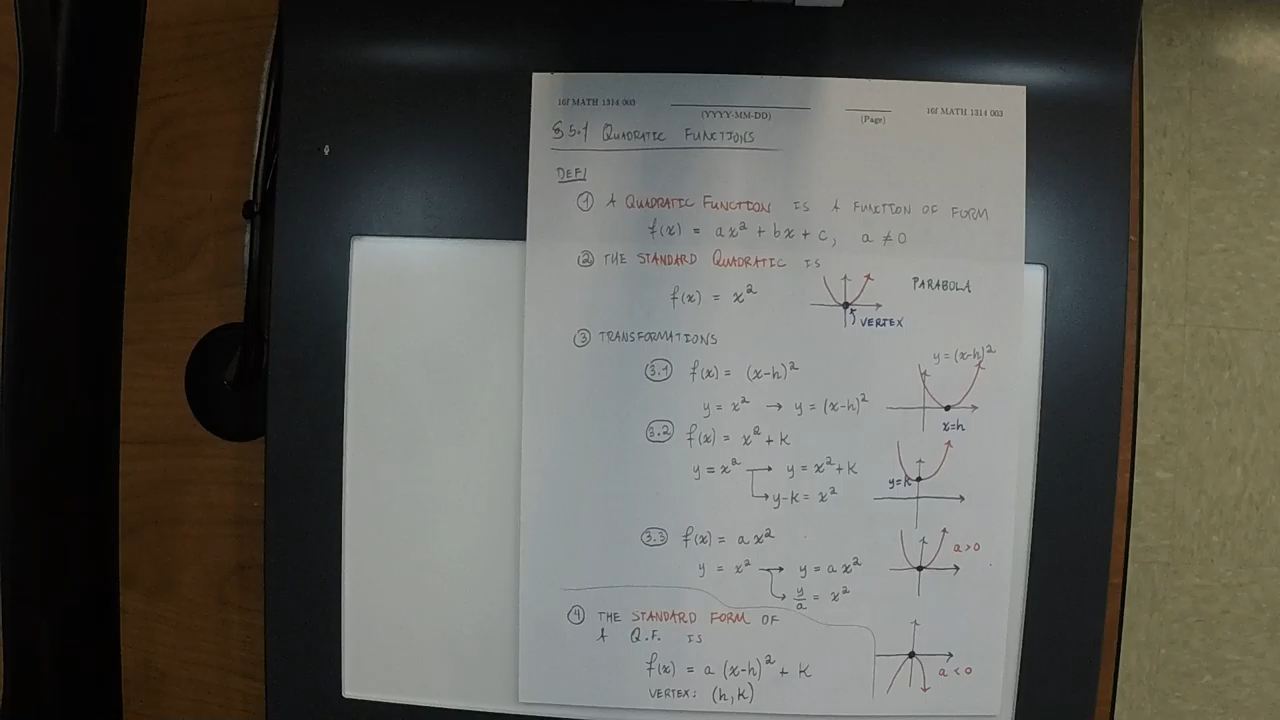 16f MATH 1314 003
16f MATH 1314 003
(YYYY-MM-DD)
(Page)
§5.1 QUADRATIC FUNCTIONS
DEF|
① A QUADRATIC FUNCTION IS A FUNCTION OF FORM
f(x) = ax² + bx + c, a ≠ 0
② THE STANDARD QUADRATIC IS
f(x) = x²
PARABOLA
VERTEX
③ TRANSFORMATIONS
3.1 f(x) = (x-h)²
y = x² → y = (x-h)²
y = (x-h)²
x=h
3.2 f(x) = x² + k
y = x² → y = x² + k
↳ y-k = x²
y=k
3.3 f(x) = a x²
y = x² → y = a x²
↳ y/a = x²
a>0
④ THE STANDARD FORM OF
A Q.F. IS
f(x) = a (x-h)² + k
VERTEX: (h,k)
a<0